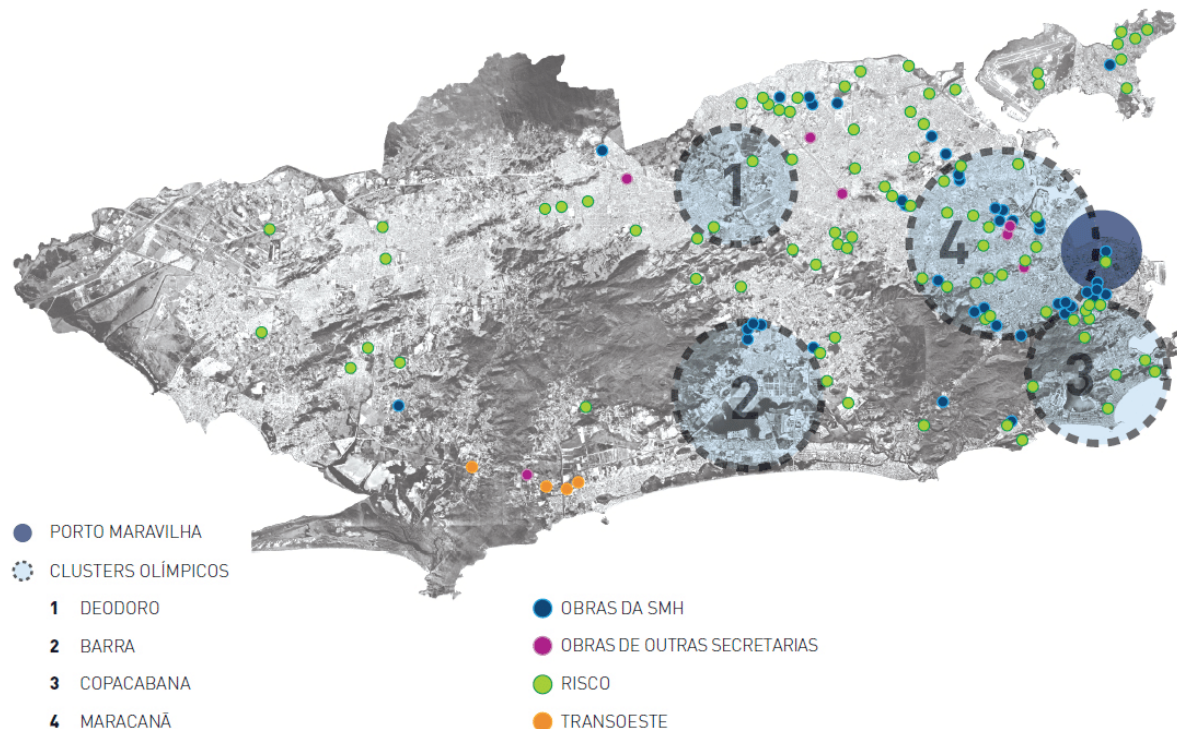 1
2
3
4
PORTO MARAVILHA
CLUSTERS OLÍMPICOS
1 DEODORO
2 BARRA
3 COPACABANA
4 MARACANÃ
OBRAS DA SMH
OBRAS DE OUTRAS SECRETARIAS
RISCO
TRANSOESTE